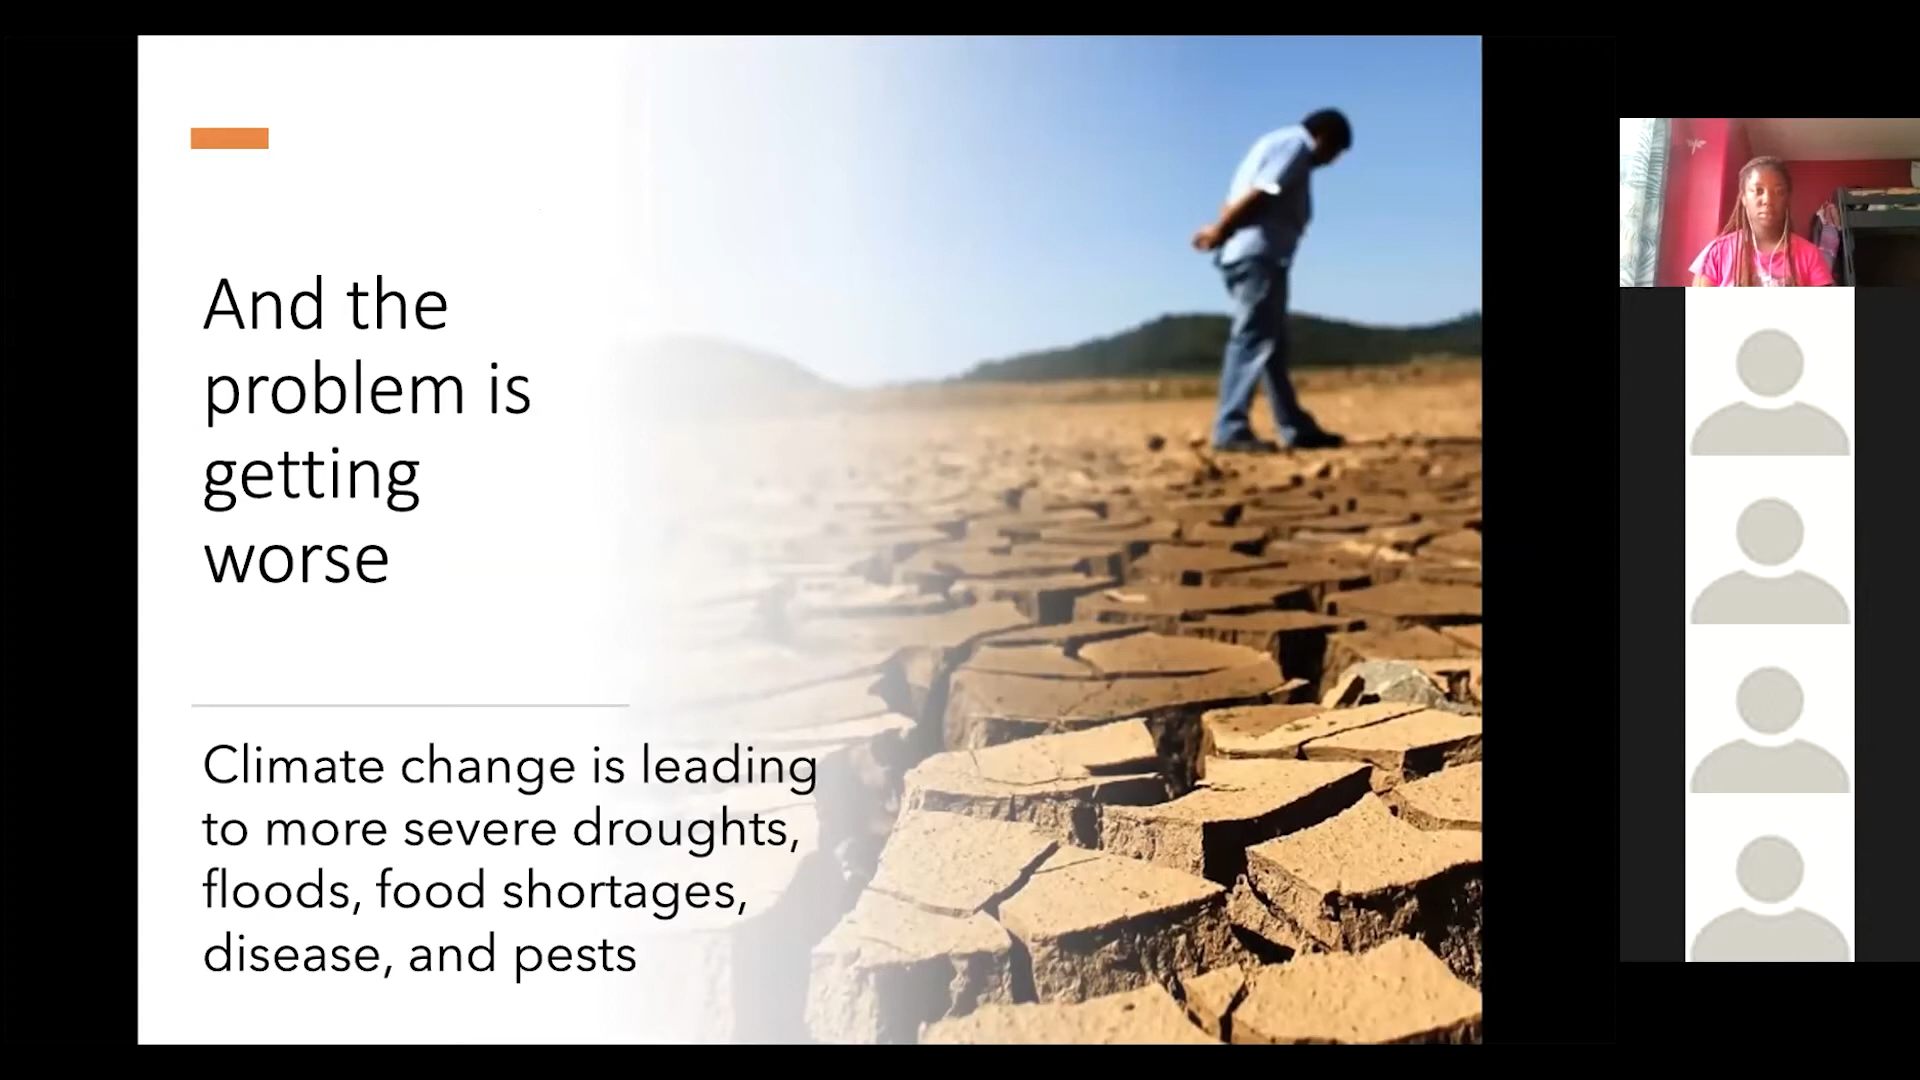 And the
problem is
getting
worse
Climate change is leading
to more severe droughts,
floods, food shortages,
disease, and pests